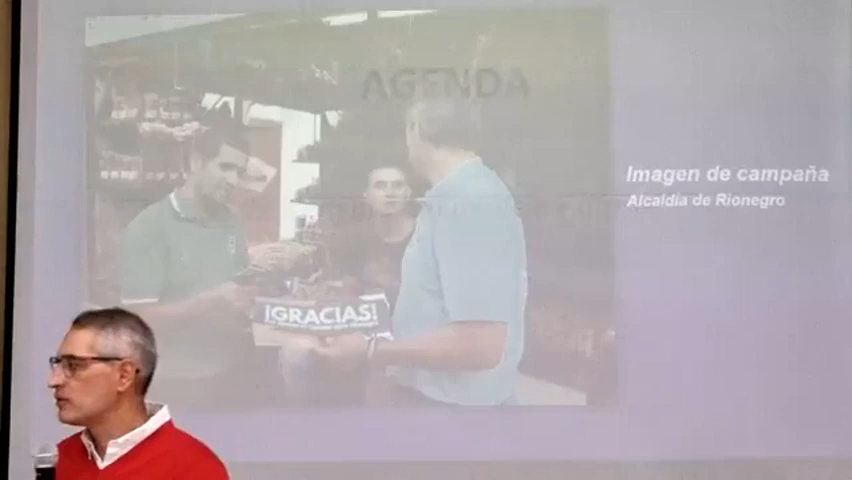 AGENDA
Imagen de campaña
Alcaldía de Rionegro
¡GRACIAS!